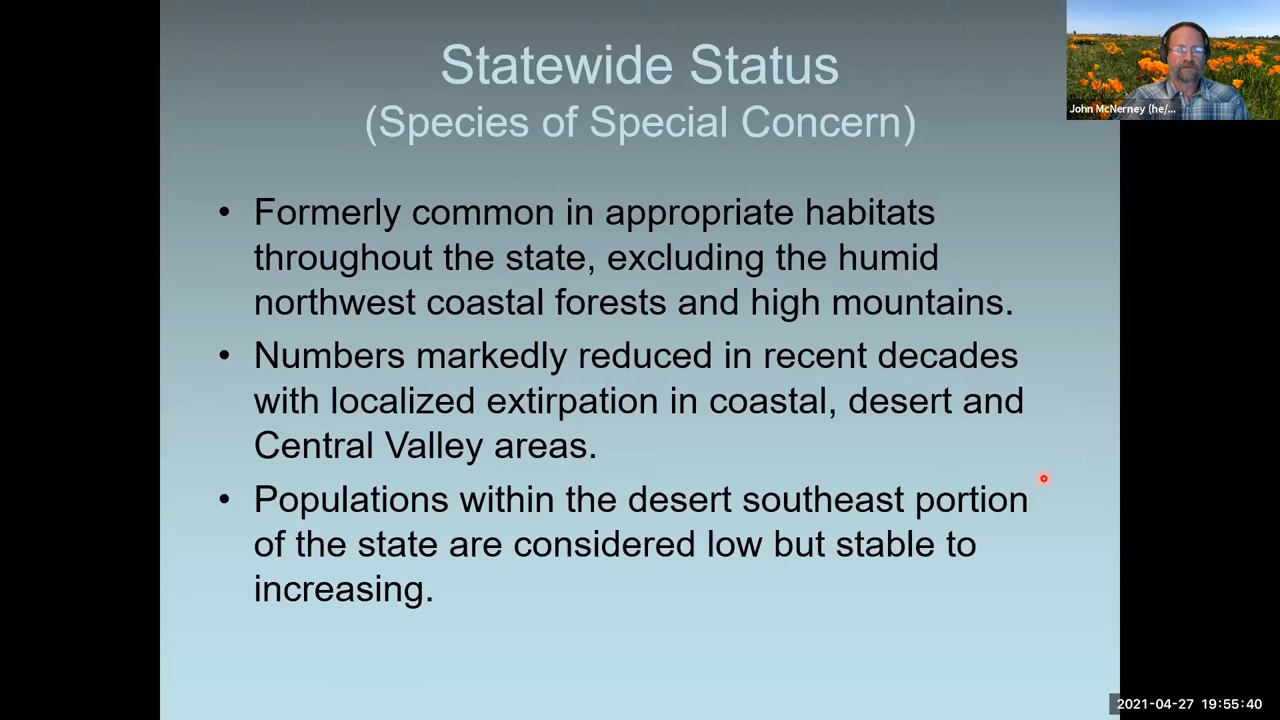 Statewide Status
(Species of Special Concern)
John McNerney (he/...
• Formerly common in appropriate habitats
throughout the state, excluding the humid
northwest coastal forests and high mountains.
• Numbers markedly reduced in recent decades
with localized extirpation in coastal, desert and
Central Valley areas.
• Populations within the desert southeast portion
of the state are considered low but stable to
increasing.
2021-04-27 19:55:40